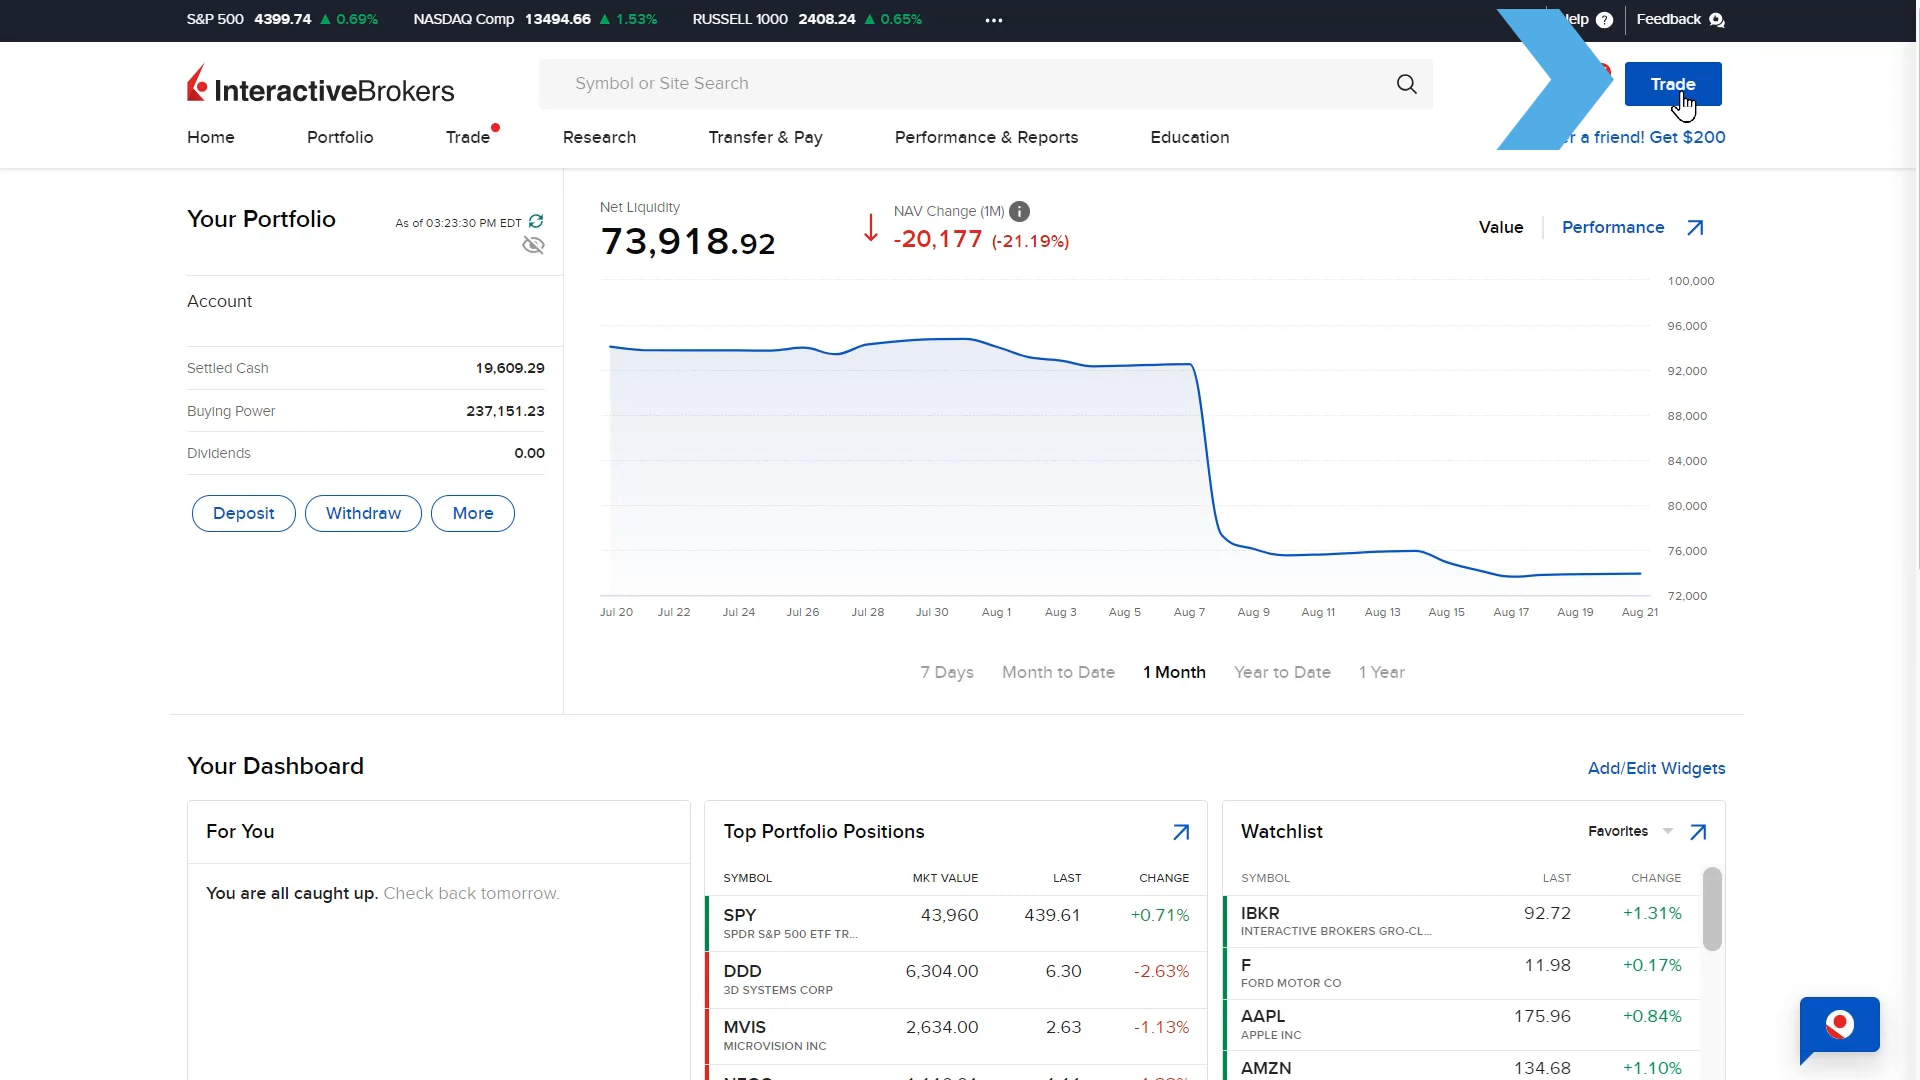 S&P 500 4399.74 ▲ 0.69% NASDAQ Comp 13494.66 ▲ 1.53% RUSSELL 1000 2408.24 ▲ 0.65% ••• Feedback
InteractiveBrokers
Symbol or Site Search
Trade
Home Portfolio Trade Research Transfer & Pay Performance & Reports Education a friend! Get $200
Your Portfolio
As of 03:23:30 PM EDT
Account
Settled Cash 19,609.29
Buying Power 237,151.23
Dividends 0.00
Deposit Withdraw More
Net Liquidity
73,918.92
NAV Change (1M)
-20,177 (-21.19%)
Value Performance
100,000
96,000
92,000
88,000
84,000
80,000
76,000
72,000
Jul 20 Jul 22 Jul 24 Jul 26 Jul 28 Jul 30 Aug 1 Aug 3 Aug 5 Aug 7 Aug 9 Aug 11 Aug 13 Aug 15 Aug 17 Aug 19 Aug 21
7 Days Month to Date 1 Month Year to Date 1 Year
Your Dashboard
Add/Edit Widgets
For You
You are all caught up. Check back tomorrow.
Top Portfolio Positions
SYMBOL MKT VALUE LAST CHANGE
SPY 43,960 439.61 +0.71%
SPDR S&P 500 ETF TR...
DDD 6,304.00 6.30 -2.63%
3D SYSTEMS CORP
MVIS 2,634.00 2.63 -1.13%
MICROVISION INC
Watchlist Favorites
SYMBOL LAST CHANGE
IBKR 92.72 +1.31%
INTERACTIVE BROKERS GRO-CL...
F 11.98 +0.17%
FORD MOTOR CO
AAPL 175.96 +0.84%
APPLE INC
AMZN 134.68 +1.10%